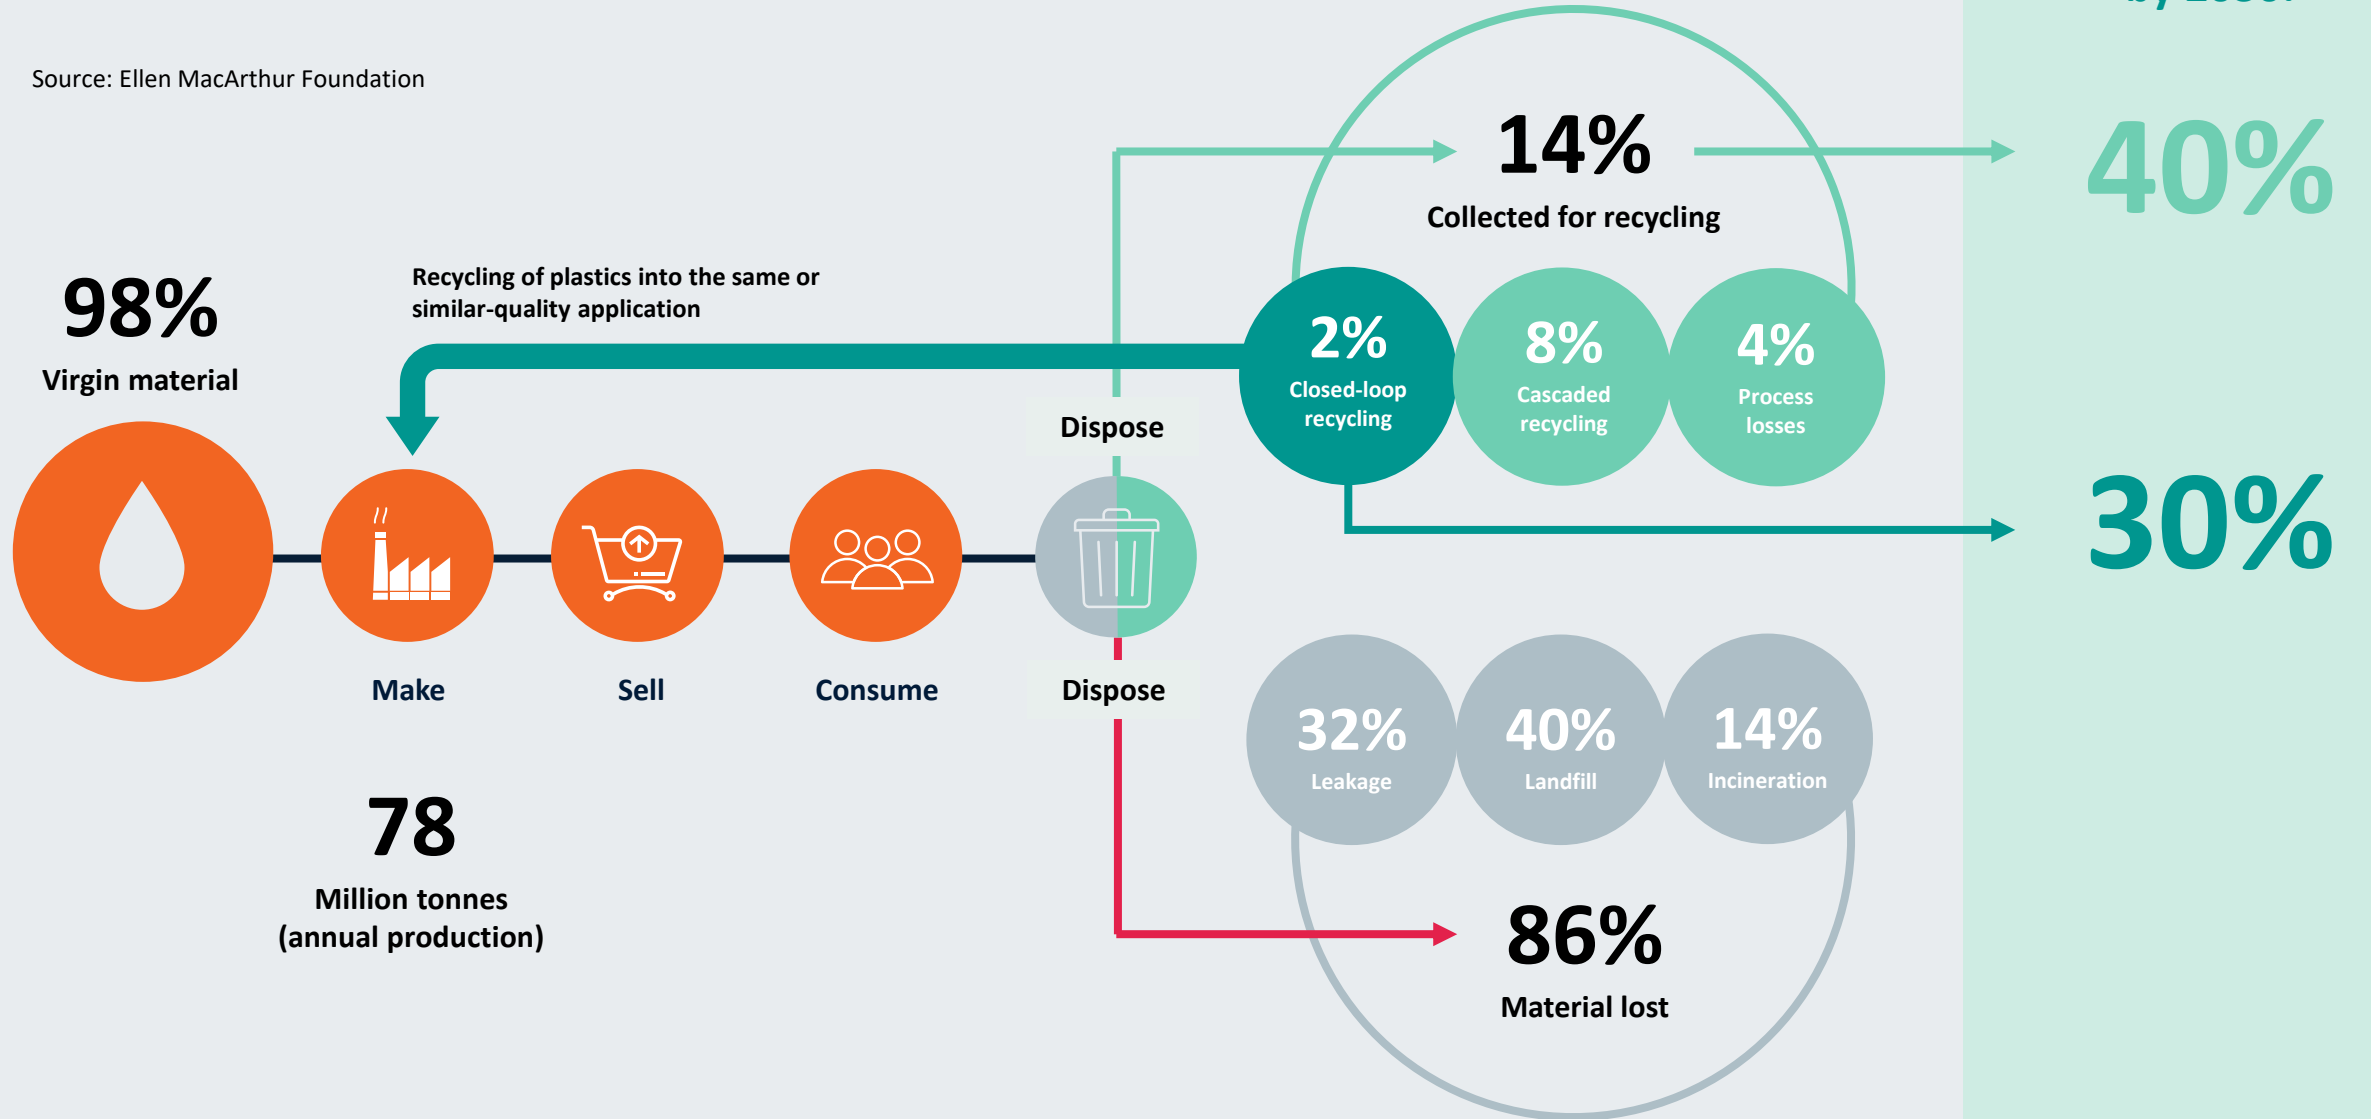 Source: Ellen MacArthur Foundation
14%
Collected for recycling
40%
98%
Virgin material
Recycling of plastics into the same or
similar-quality application
2%
Closed-loop
recycling
8%
Cascaded
recycling
4%
Process
losses
Dispose
30%
Make
Sell
Consume
Dispose
32%
Leakage
40%
Landfill
14%
Incineration
78
Million tonnes
(annual production)
86%
Material lost